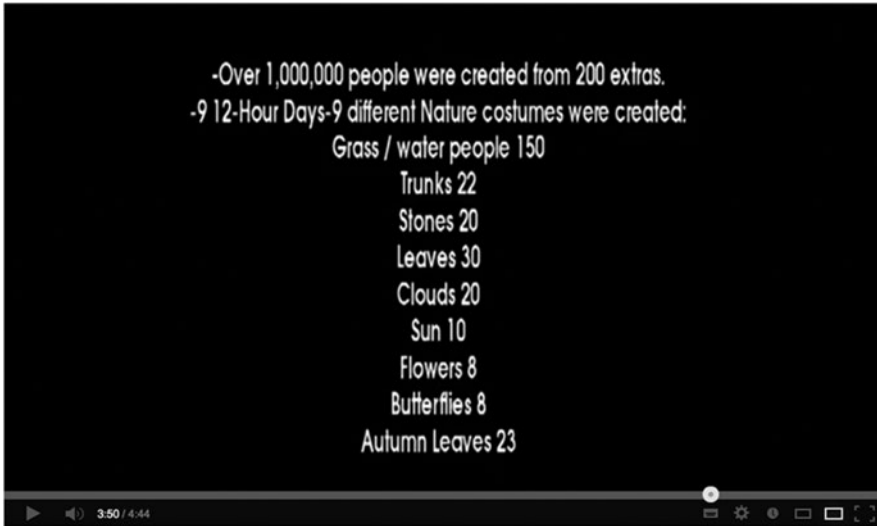 -Over 1,000,000 people were created from 200 extras.
-9 12-Hour Days-9 different Nature costumes were created:
Grass / water people 150
Trunks 22
Stones 20
Leaves 30
Clouds 20
Sun 10
Flowers 8
Butterflies 8
Autumn Leaves 23
3:50 / 4:44